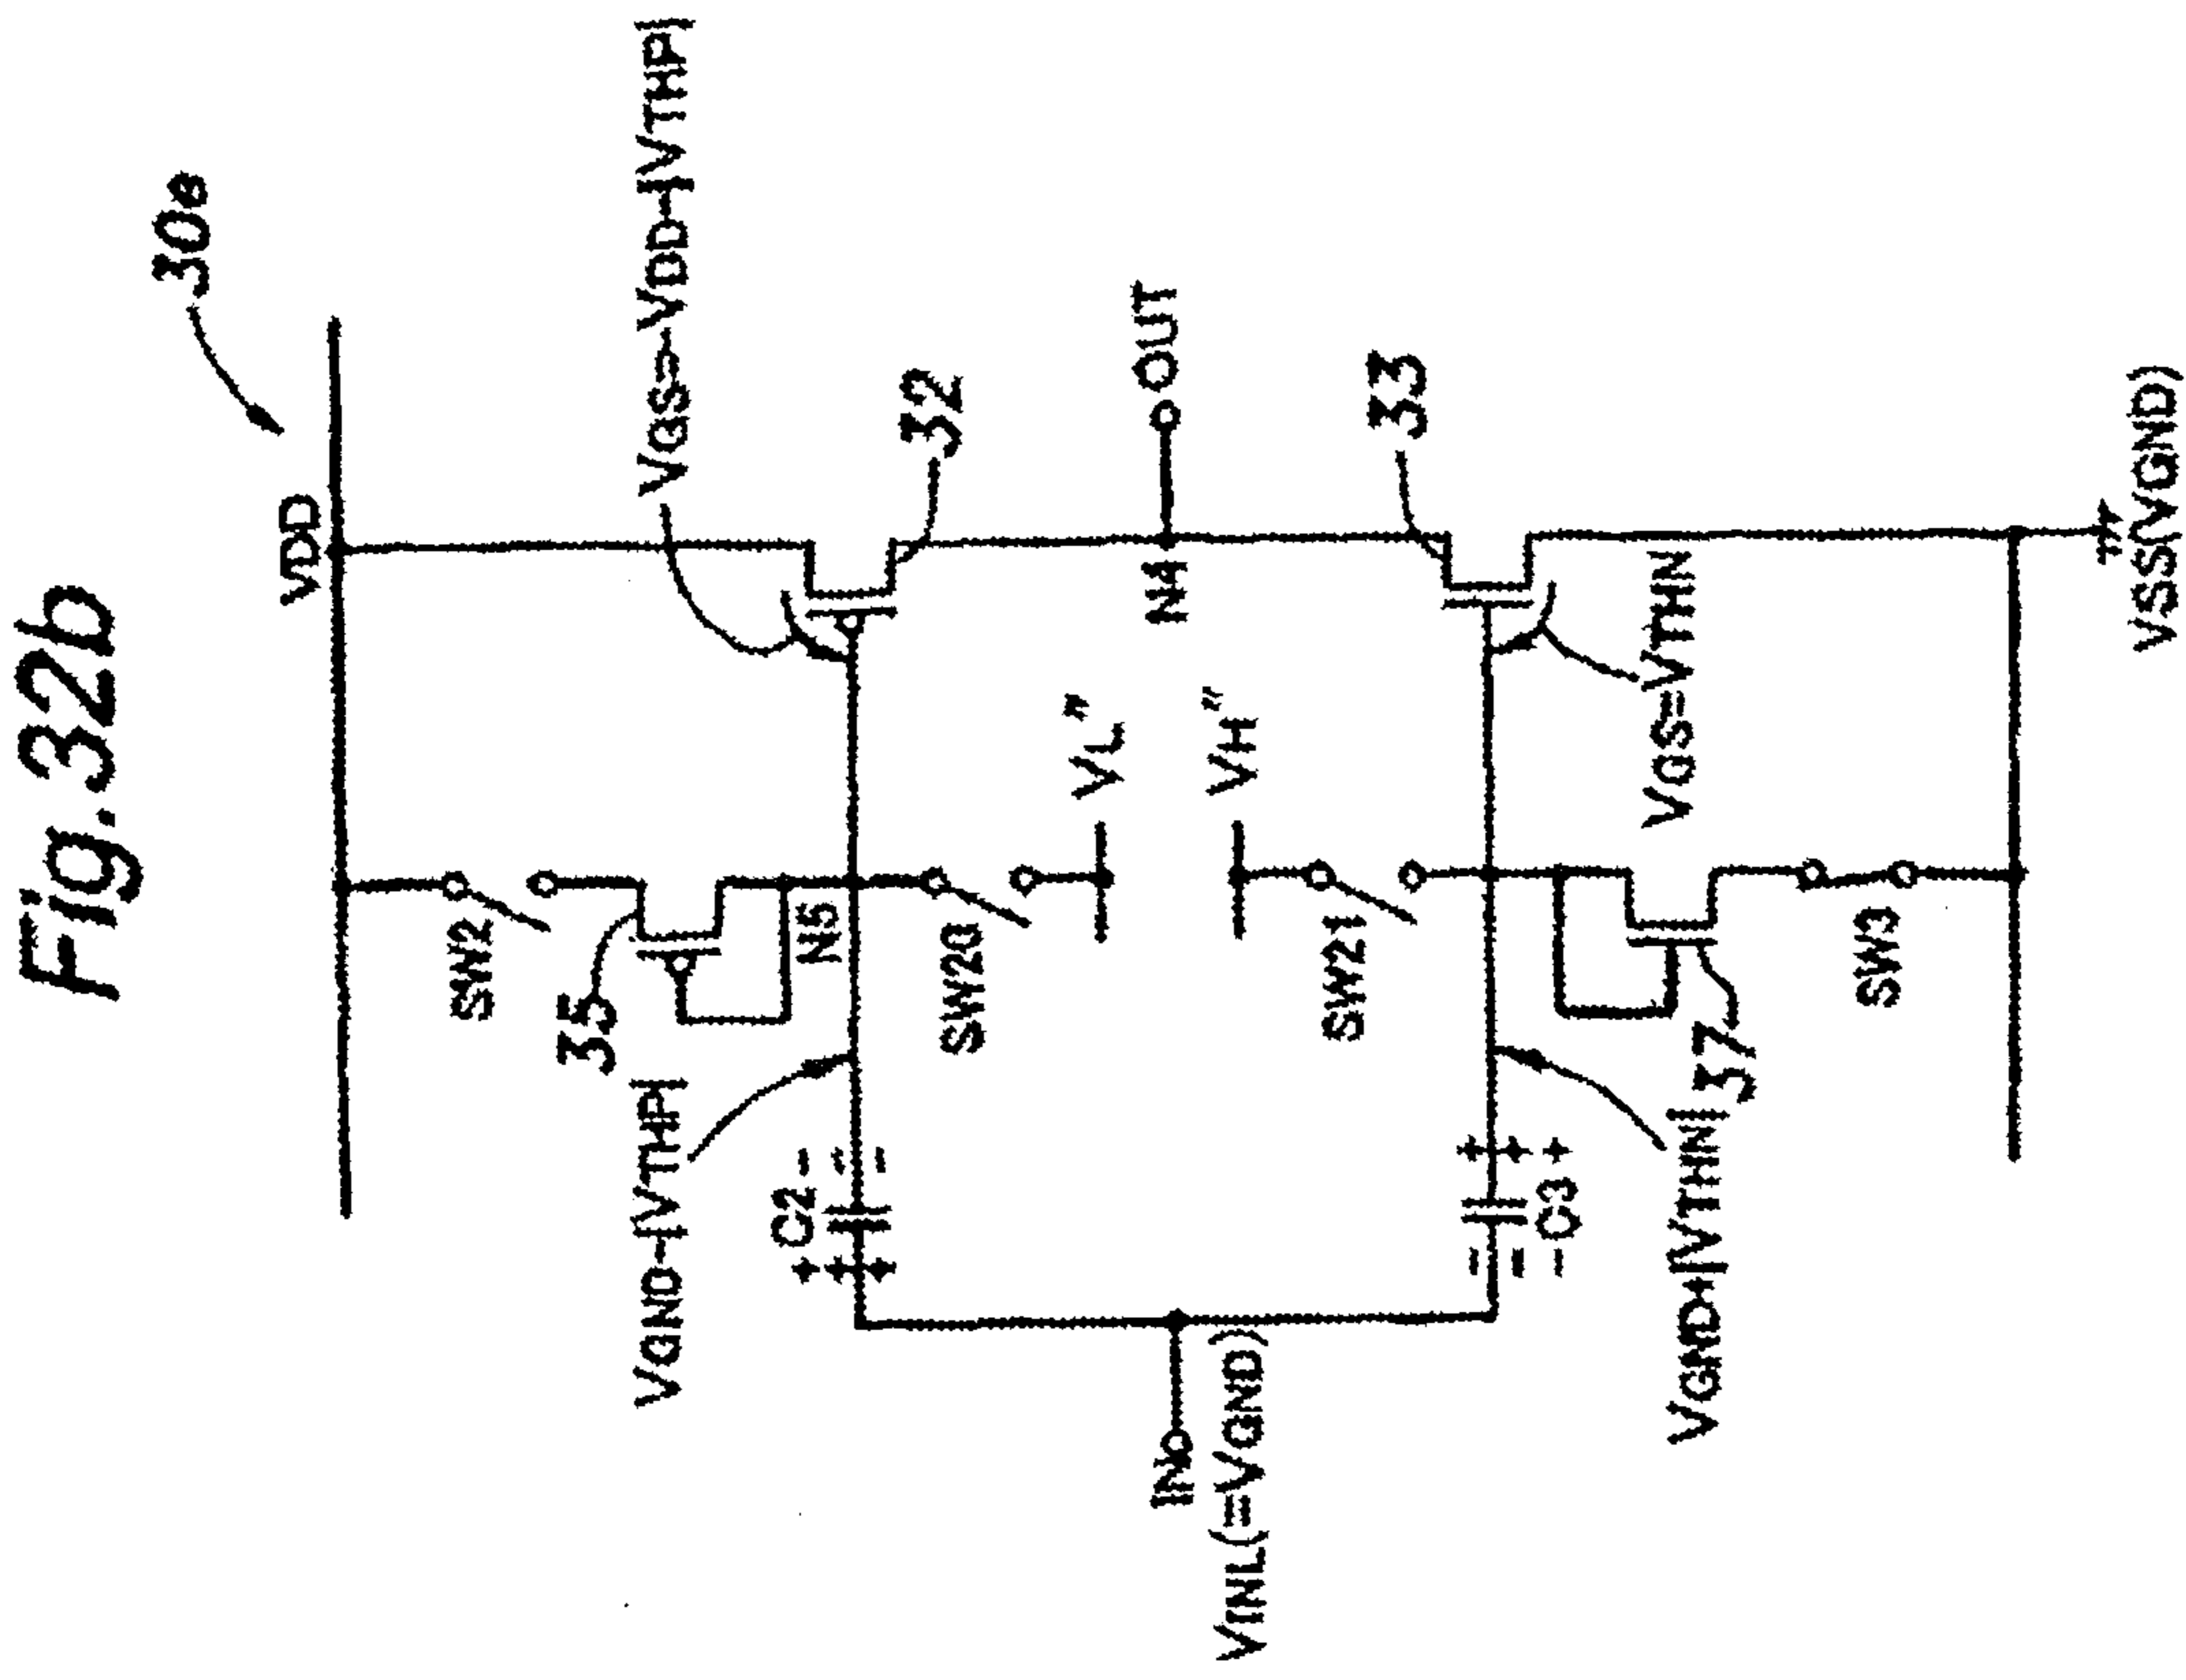 Fig. 32b
30e
VDD
VGS=-VDD-|VTHP|
SW2
35
32
VGND-|VTHP|
N5
C2
SW20
VL"
N4
OUT
IN
VINL(=VGND)
VH"
SW21
33
C3
VGND+|VTHN|
37
VGS=VTHN
SW3
VSS(VGND)